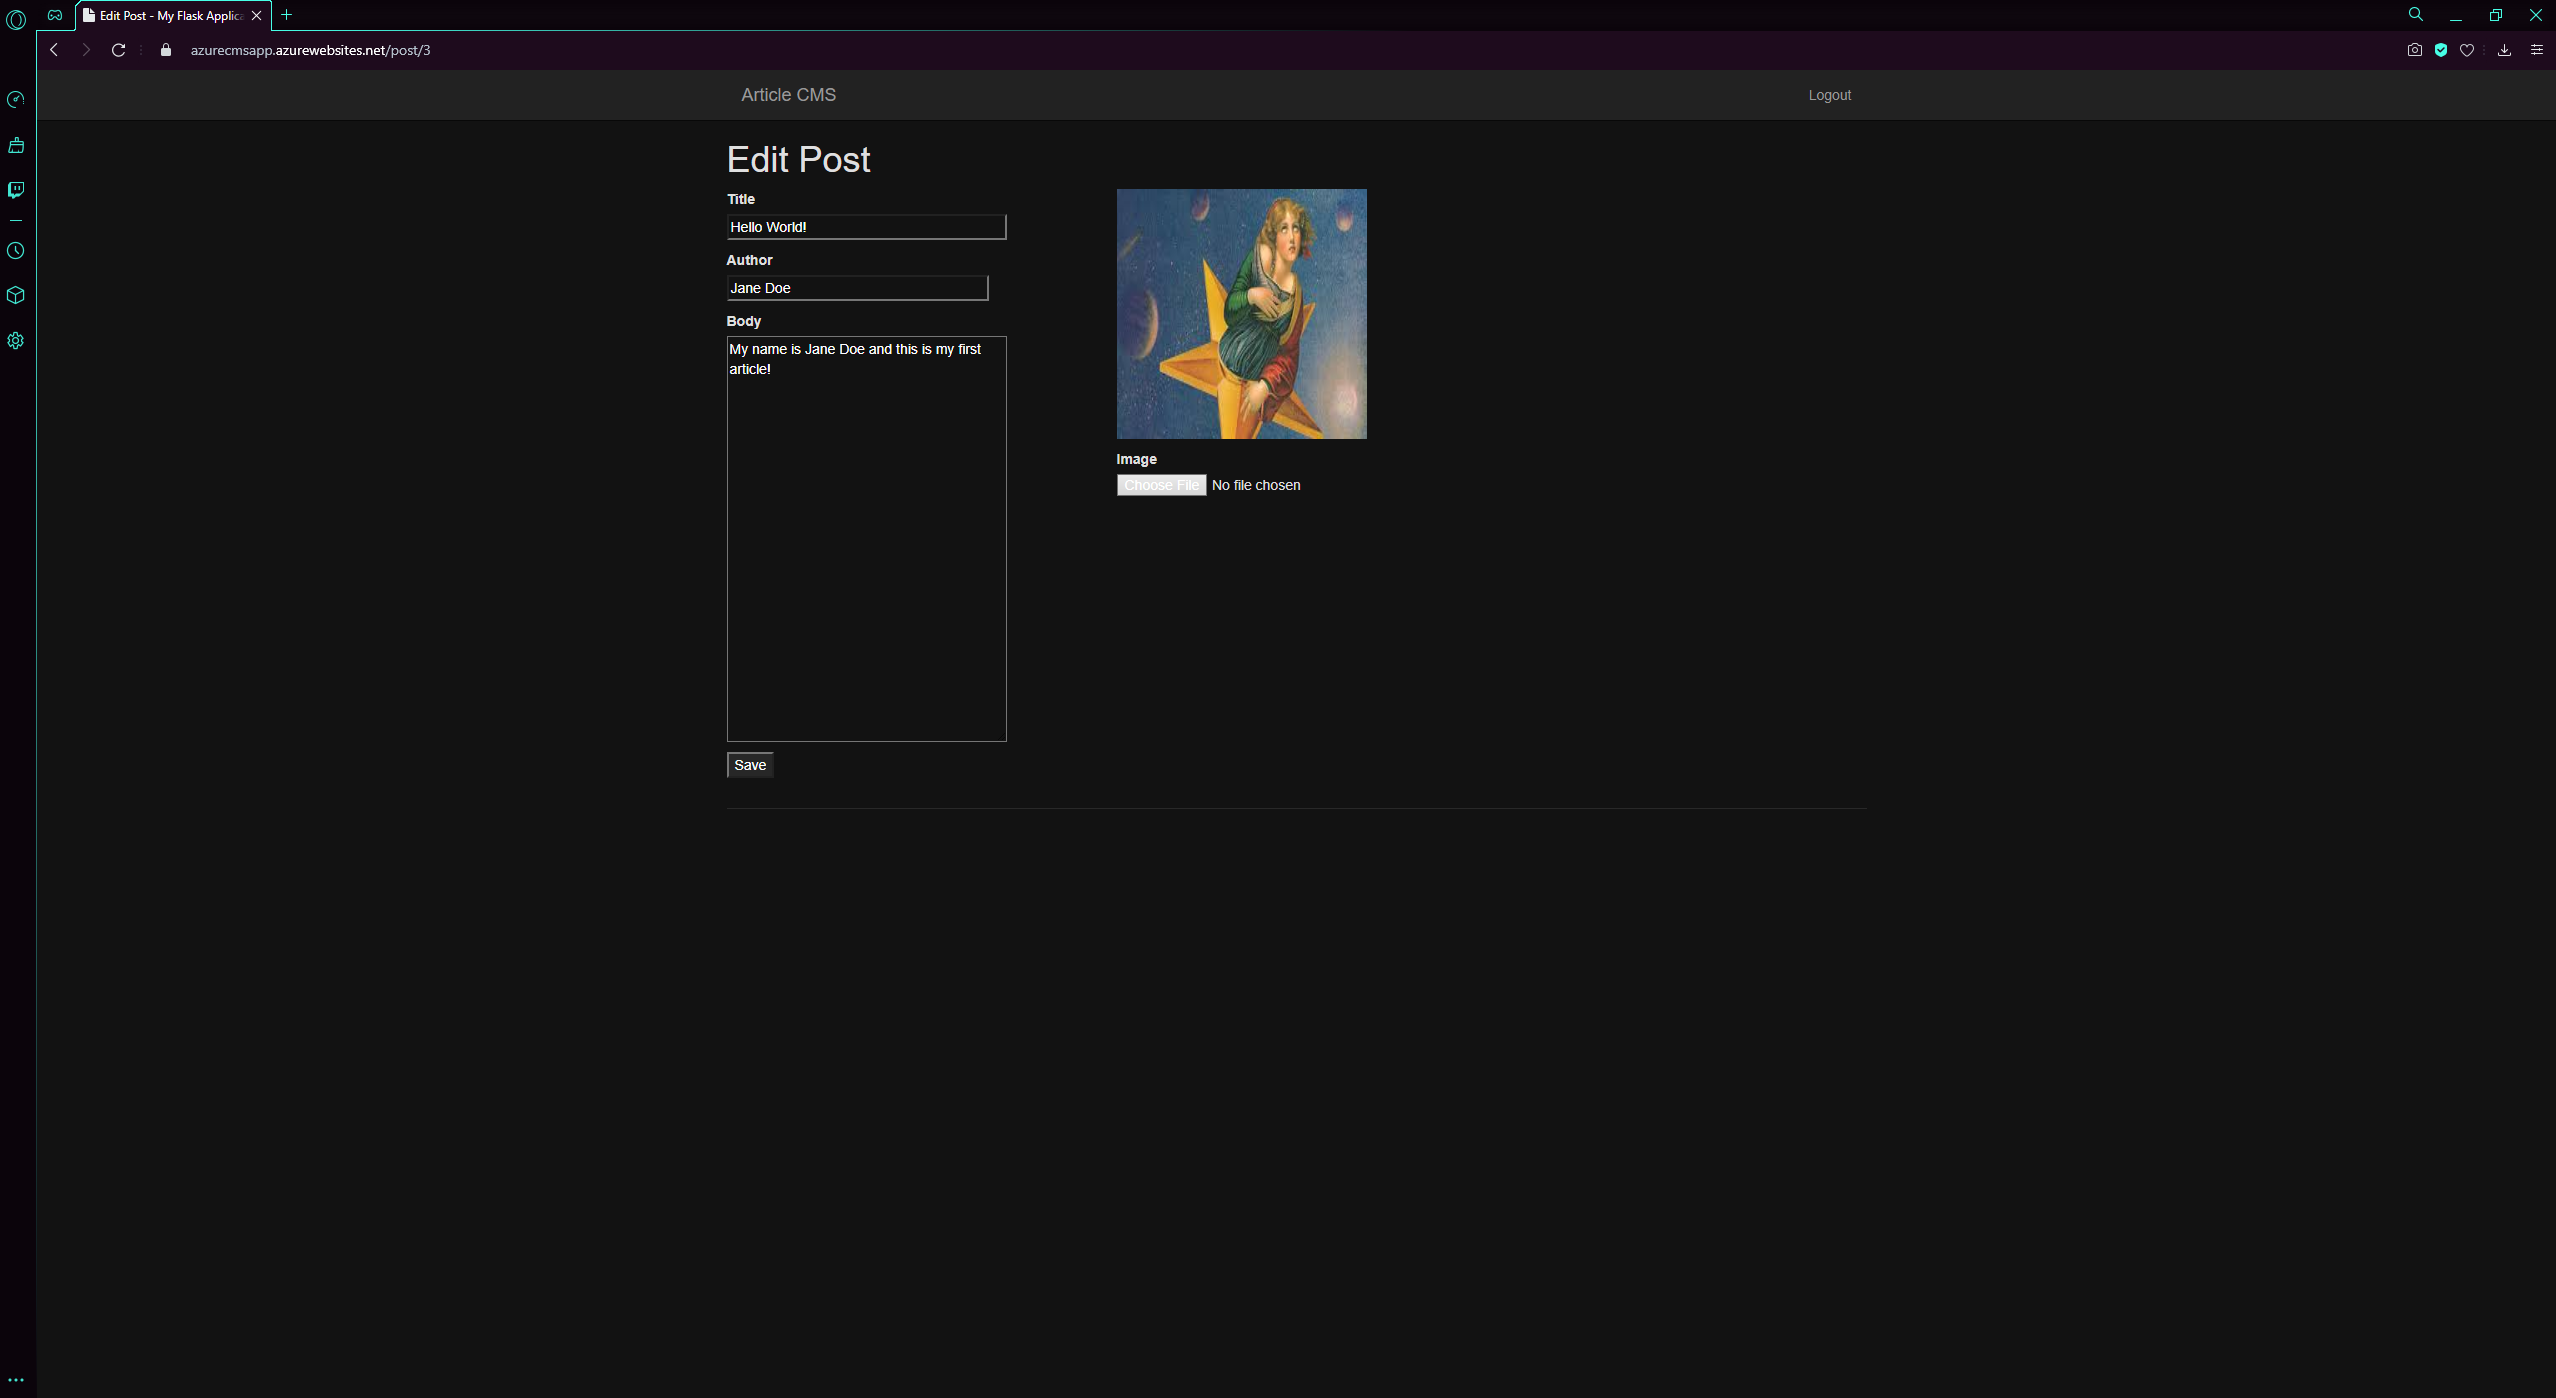 Edit Post - My Flask Applica
azurecmsapp.azurewebsites.net/post/3
Article CMS
Logout
Edit Post
Title
Hello World!
Author
Jane Doe
Body
My name is Jane Doe and this is my first
article!
Save
Image
Choose File No file chosen